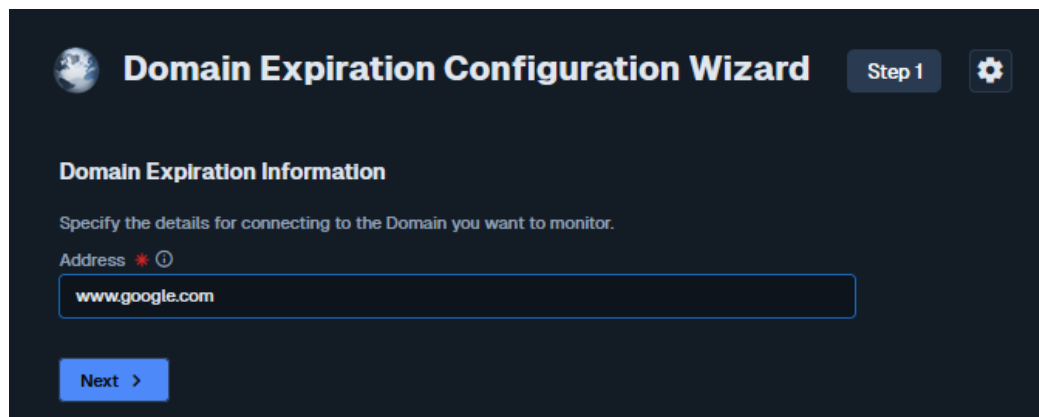 Domain Expiration Configuration Wizard Step 1
Domain Expiration Information
Specify the details for connecting to the Domain you want to monitor.
Address *
www.google.com
Next >